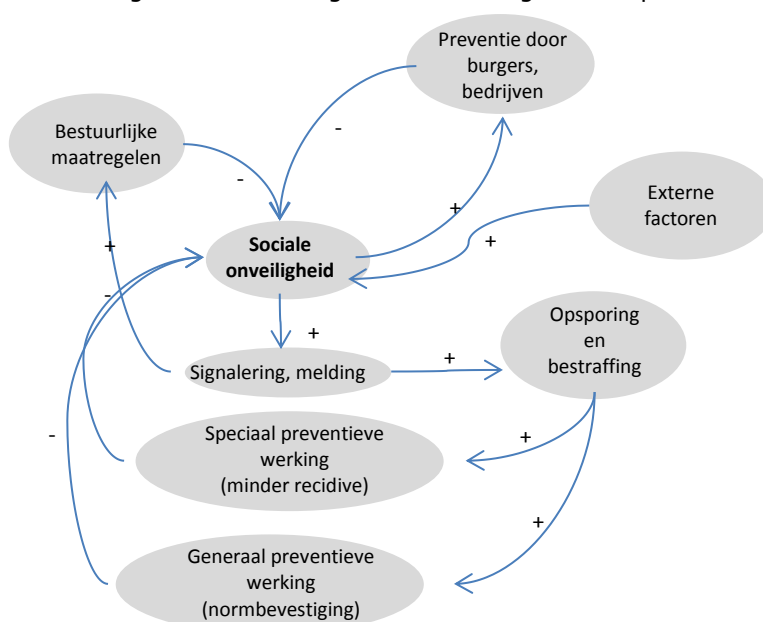 Preventie door
burgers,
bedrijven
Bestuurlijke
maatregelen
-
-
Externe
factoren
+
+
+
Sociale
onveiligheid
-
+
Opsporing
en
bestraffing
+
Signalering, melding
-
Speciaal preventieve
werking
(minder recidive)
+
+
Generaal preventieve
werking
(normbevestiging)